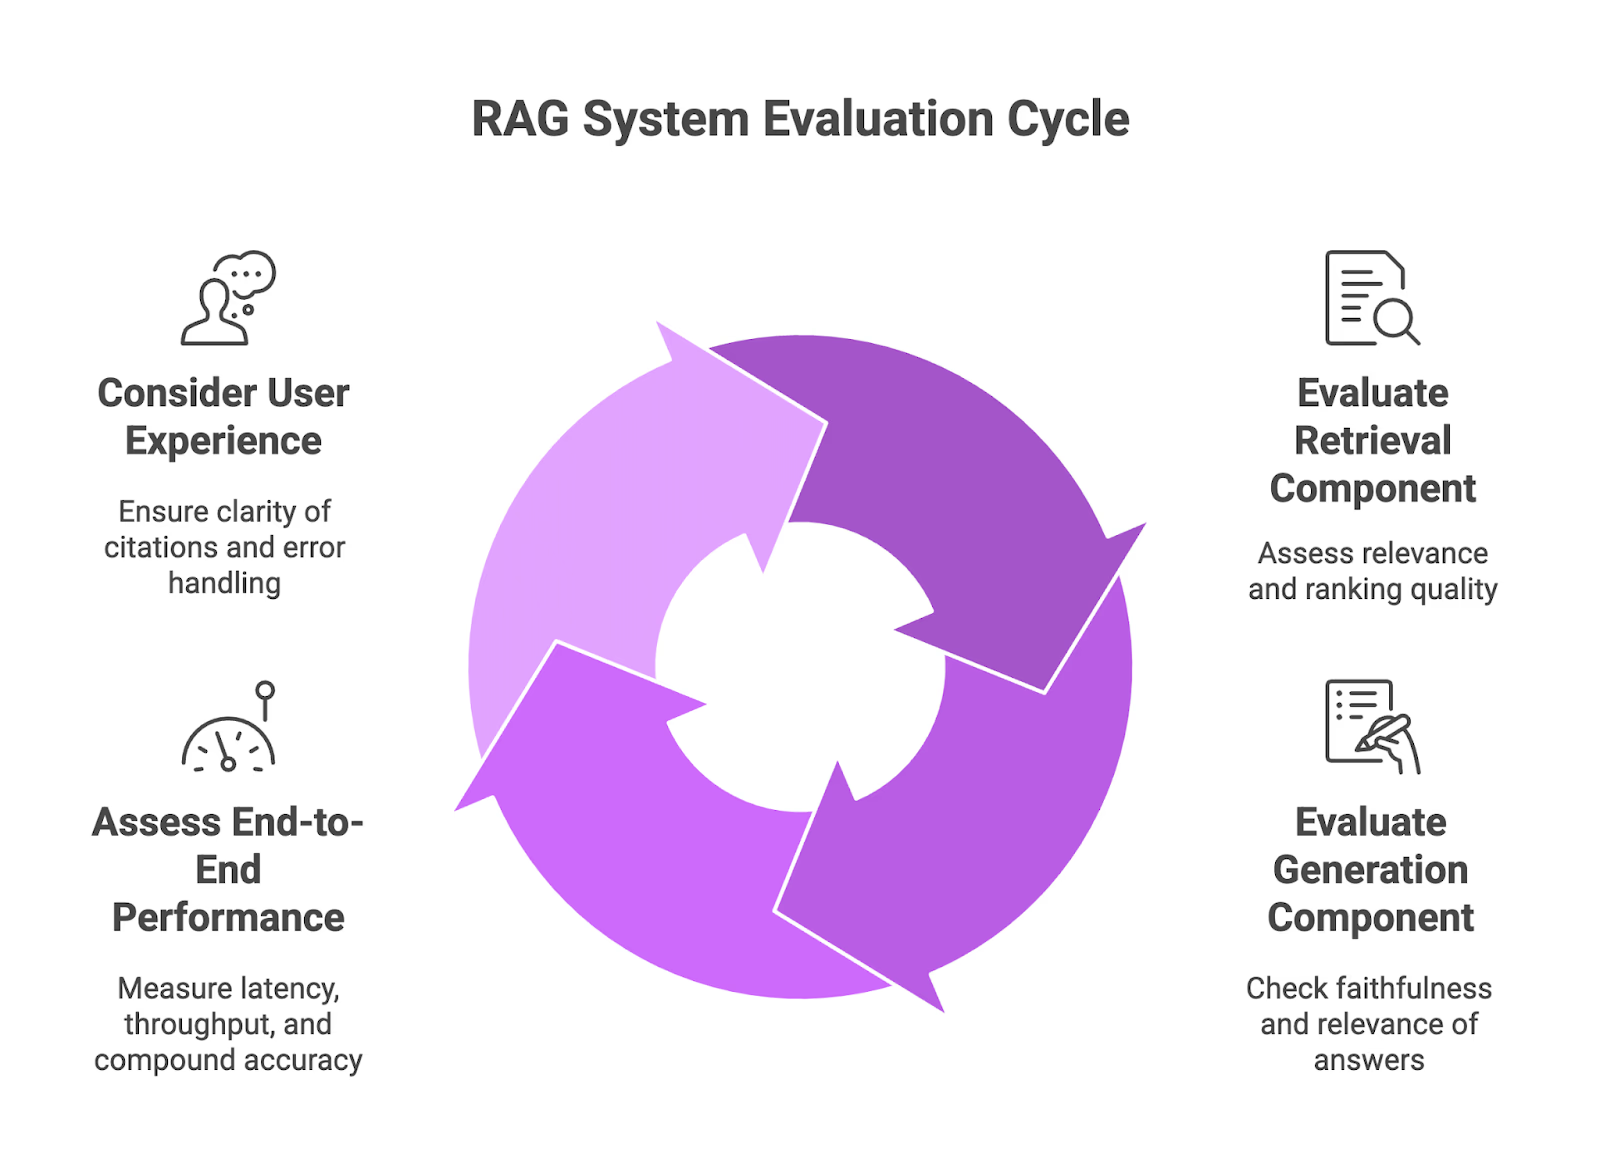 RAG System Evaluation Cycle
Consider User
Experience
Ensure clarity of
citations and error
handling
Evaluate
Retrieval
Component
Assess relevance
and ranking quality
Assess End-to-
End
Performance
Measure latency,
throughput, and
compound accuracy
Evaluate
Generation
Component
Check faithfulness
and relevance of
answers